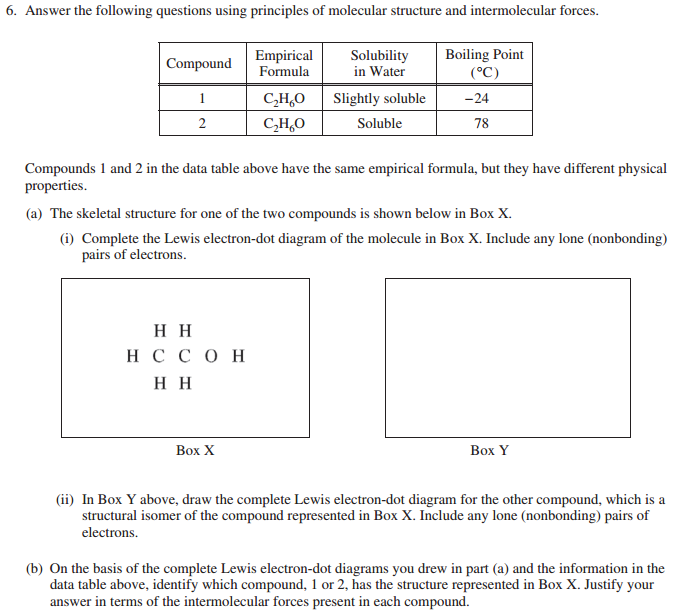 6. Answer the following questions using principles of molecular structure and intermolecular forces.
Compound Empirical Formula Solubility in Water Boiling Point (°C)
1 C₂H₆O Slightly soluble −24
2 C₂H₆O Soluble 78
Compounds 1 and 2 in the data table above have the same empirical formula, but they have different physical
properties.
(a) The skeletal structure for one of the two compounds is shown below in Box X.
(i) Complete the Lewis electron-dot diagram of the molecule in Box X. Include any lone (nonbonding)
pairs of electrons.
H H
H C C O H
H H
Box X
Box Y
(ii) In Box Y above, draw the complete Lewis electron-dot diagram for the other compound, which is a
structural isomer of the compound represented in Box X. Include any lone (nonbonding) pairs of
electrons.
(b) On the basis of the complete Lewis electron-dot diagrams you drew in part (a) and the information in the
data table above, identify which compound, 1 or 2, has the structure represented in Box X. Justify your
answer in terms of the intermolecular forces present in each compound.